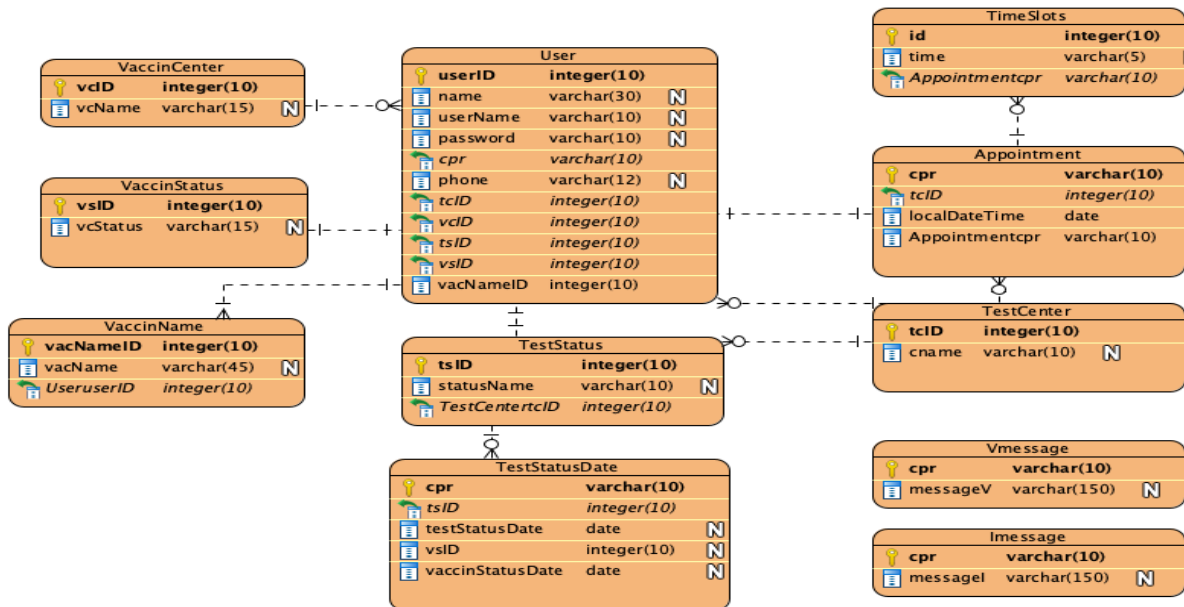 VaccinCenter
vcID integer(10)
vcName varchar(15) N
VaccinStatus
vsID integer(10)
vcStatus varchar(15) N
VaccinName
vacNameID integer(10)
vacName varchar(45) N
UseruserID integer(10)
User
userID integer(10)
name varchar(30) N
userName varchar(10) N
password varchar(10) N
cpr varchar(10)
phone varchar(12) N
tcID integer(10)
vcID integer(10)
tsID integer(10)
vsID integer(10)
vacNameID integer(10)
TestStatus
tsID integer(10)
statusName varchar(10) N
TestCentertcID integer(10)
TestStatusDate
cpr varchar(10)
tsID integer(10)
testStatusDate date N
vsID integer(10) N
vaccinStatusDate date N
TimeSlots
id integer(10)
time varchar(5)
Appointmentcpr varchar(10)
Appointment
cpr varchar(10)
tcID integer(10)
localDateTime date
Appointmentcpr varchar(10)
TestCenter
tcID integer(10)
cname varchar(10) N
Vmessage
cpr varchar(10)
messageV varchar(150) N
Imessage
cpr varchar(10)
messageI varchar(150) N